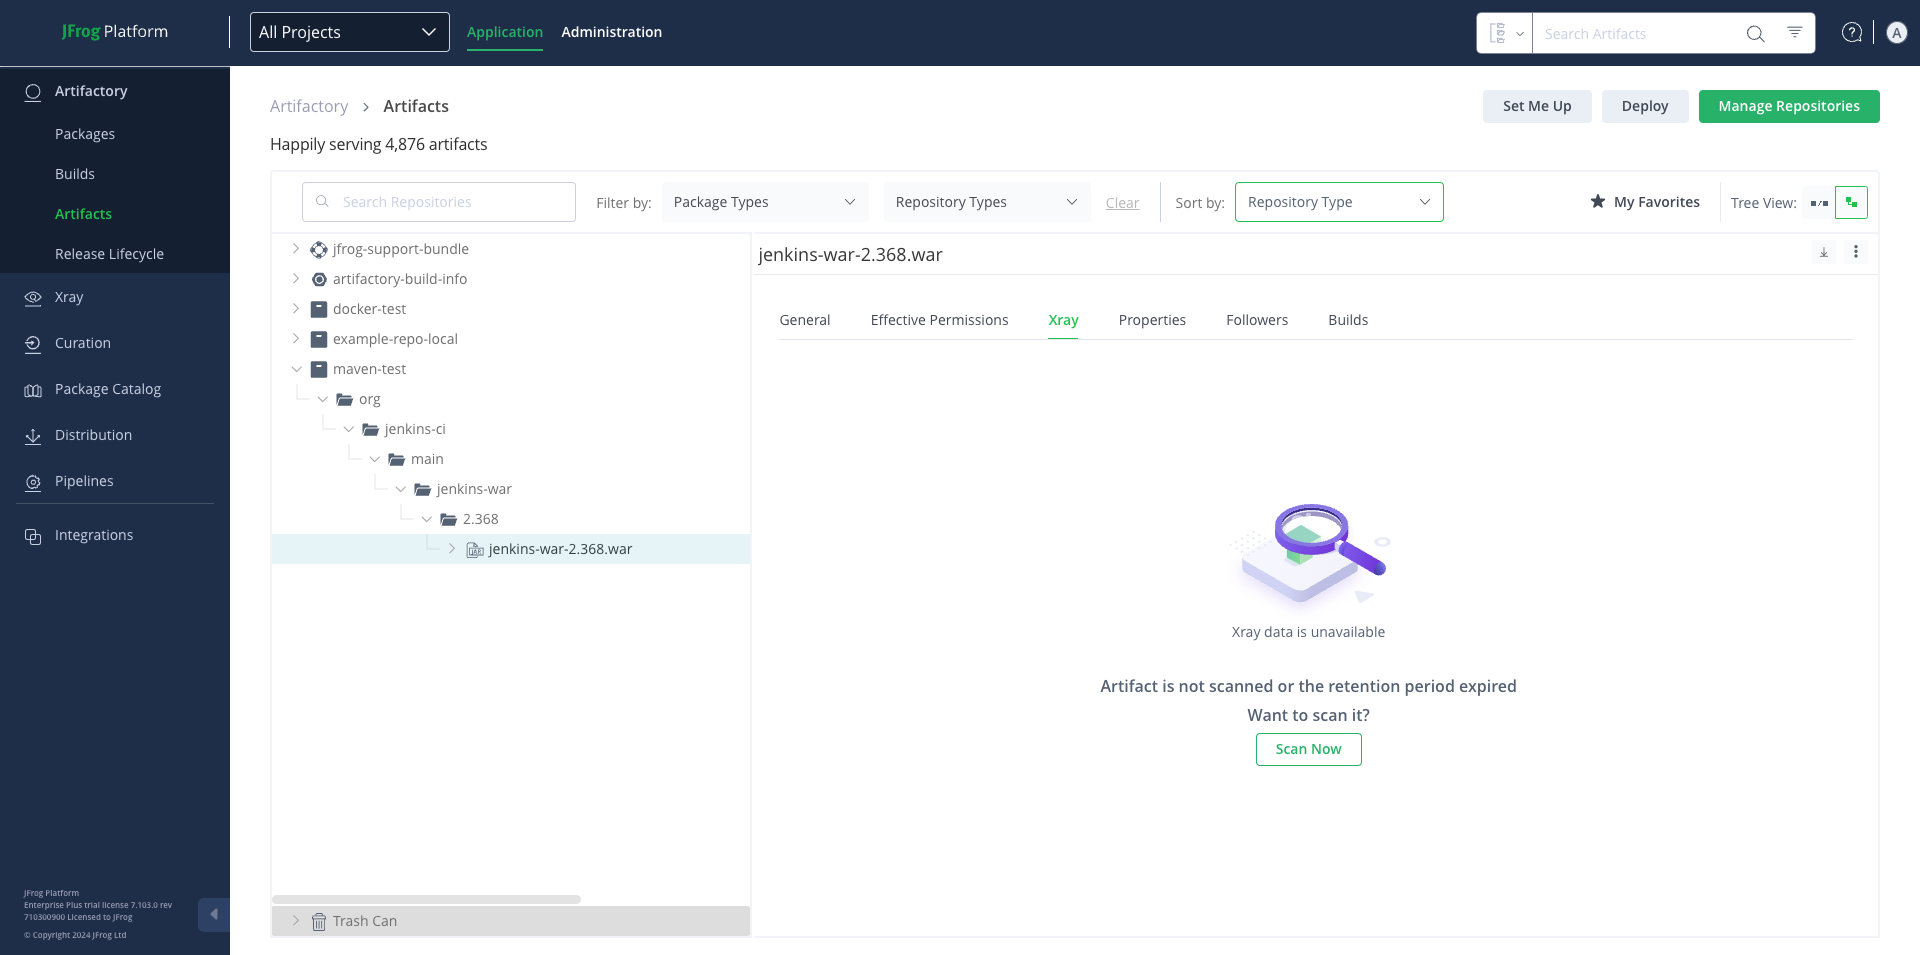 JFrog Platform
All Projects
Application
Administration
Search Artifacts
A
Artifactory
Packages
Builds
Artifacts
Release Lifecycle
Xray
Curation
Package Catalog
Distribution
Pipelines
Integrations
JFrog Platform
Enterprise Plus trial license 7.103.0 rev
710300900 Licensed to JFrog
© Copyright 2024 JFrog Ltd
Artifactory > Artifacts
Set Me Up
Deploy
Manage Repositories
Happily serving 4,876 artifacts
Search Repositories
Filter by:
Package Types
Repository Types
Clear
Sort by:
Repository Type
My Favorites
Tree View:
jfrog-support-bundle
artifactory-build-info
docker-test
example-repo-local
maven-test
org
jenkins-ci
main
jenkins-war
2.368
jenkins-war-2.368.war
Trash Can
jenkins-war-2.368.war
General
Effective Permissions
Xray
Properties
Followers
Builds
Xray data is unavailable
Artifact is not scanned or the retention period expired
Want to scan it?
Scan Now